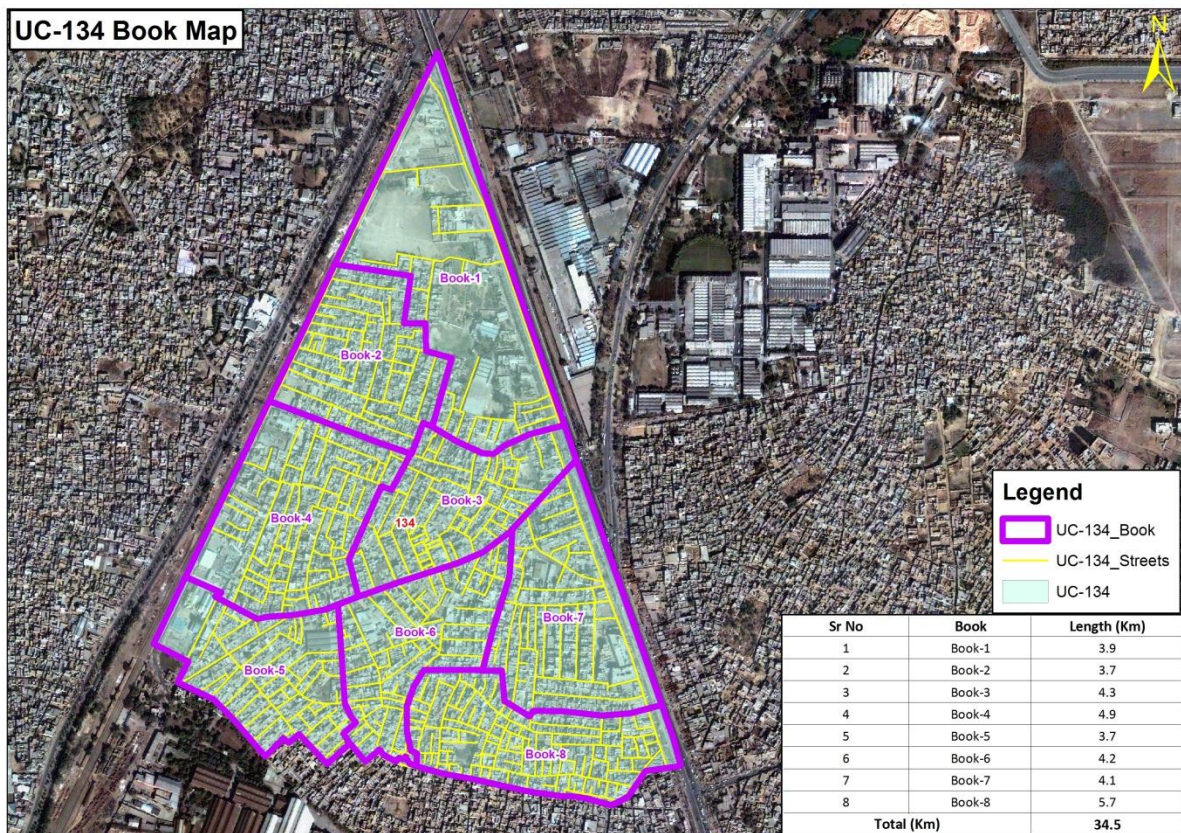 UC-134 Book Map
N
Book-1
Book-2
Book-3
134
Book-4
Book-5
Book-6
Book-7
Book-8
Legend
UC-134_Book
UC-134_Streets
UC-134
Sr No Book Length (Km)
1 Book-1 3.9
2 Book-2 3.7
3 Book-3 4.3
4 Book-4 4.9
5 Book-5 3.7
6 Book-6 4.2
7 Book-7 4.1
8 Book-8 5.7
Total (Km) 34.5